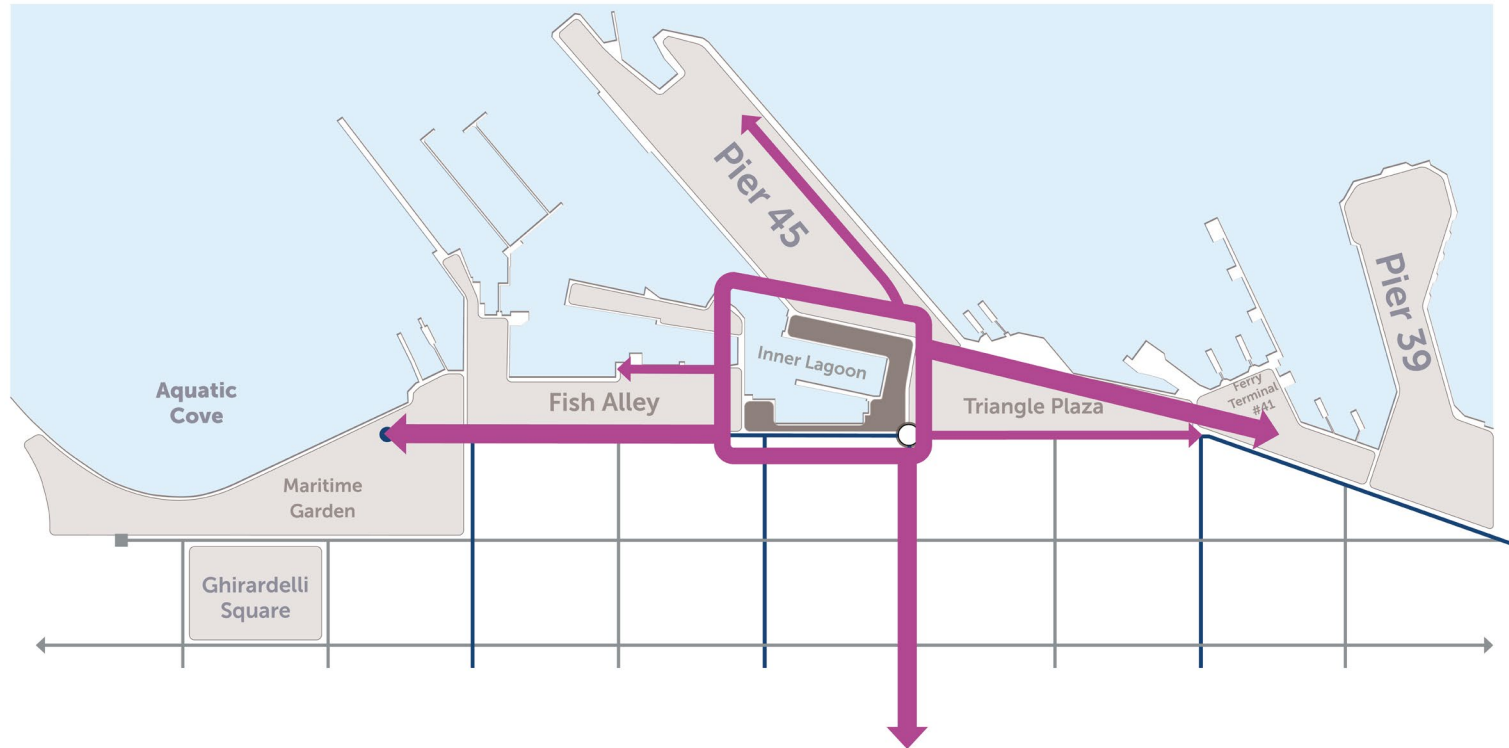 Pier 45
Pier 39
Inner Lagoon
Aquatic
Cove
Fish Alley
Triangle Plaza
Ferry
Terminal
#41
Maritime
Garden
Ghirardelli
Square